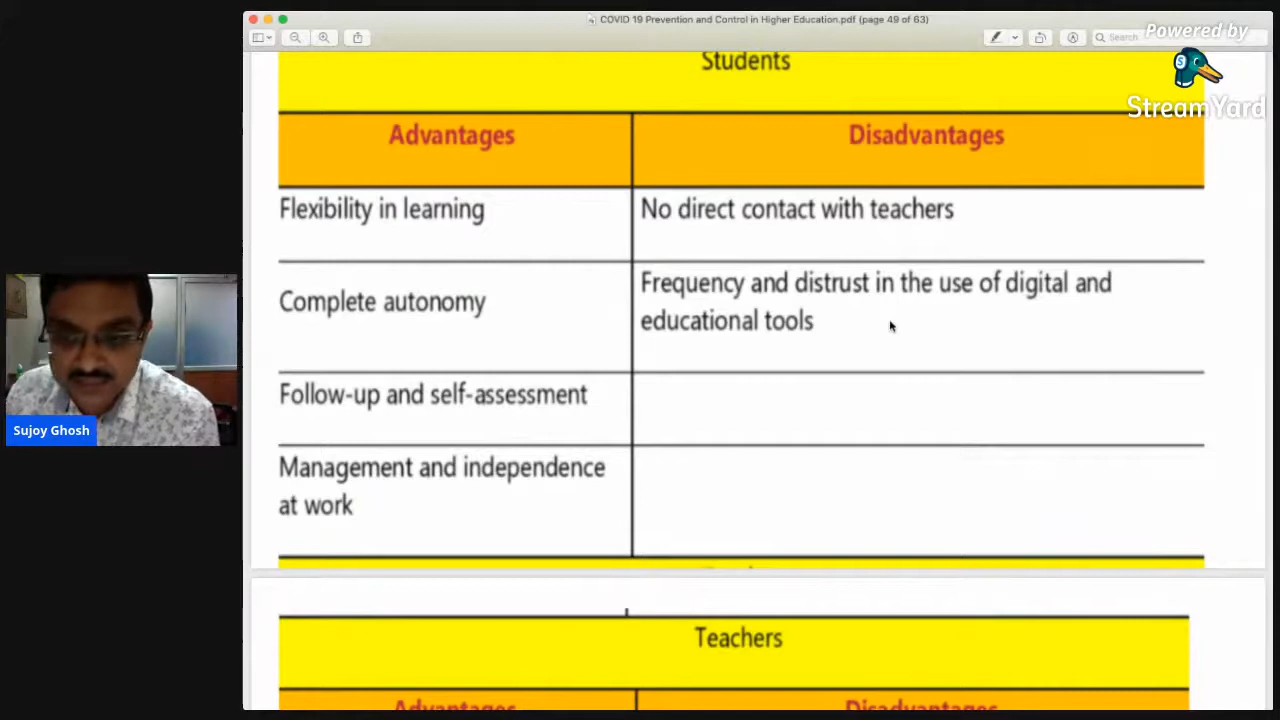 COVID 19 Prevention and Control in Higher Education.pdf (page 49 of 63)
Search
Powered by
StreamYard
Students
Advantages
Disadvantages
Flexibility in learning
No direct contact with teachers
Complete autonomy
Frequency and distrust in the use of digital and
educational tools
Follow-up and self-assessment
Management and independence
at work
Sujoy Ghosh
Teachers
Advantages
Disadvantages